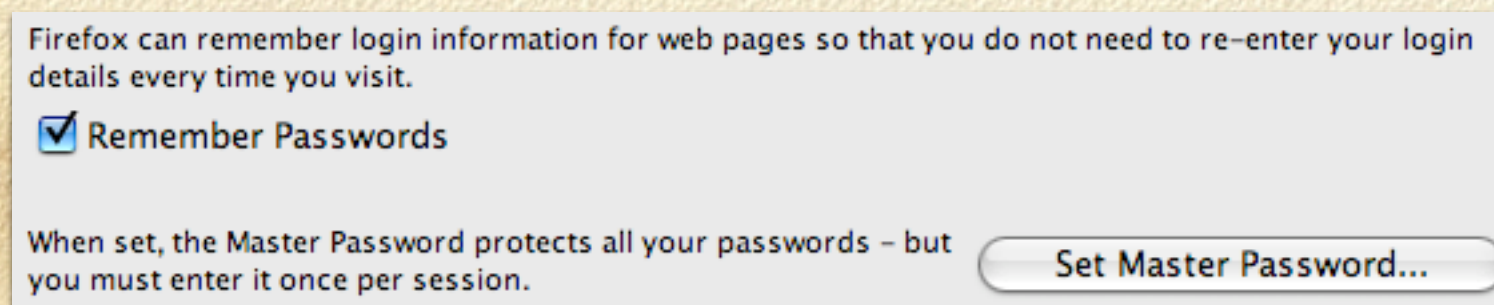 Firefox can remember login information for web pages so that you do not need to re-enter your login
details every time you visit.
Remember Passwords
When set, the Master Password protects all your passwords - but
you must enter it once per session.
Set Master Password...